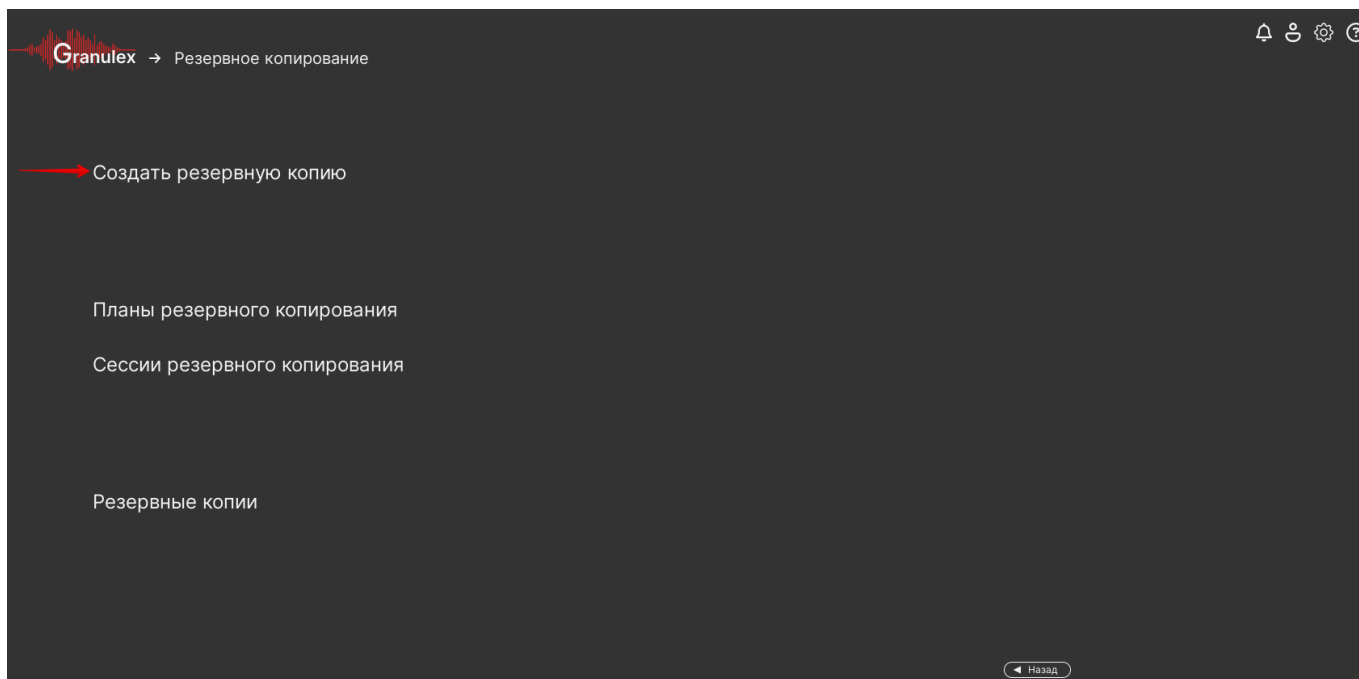 Granulex → Резервное копирование
Создать резервную копию
Планы резервного копирования
Сессии резервного копирования
Резервные копии
◀ Назад